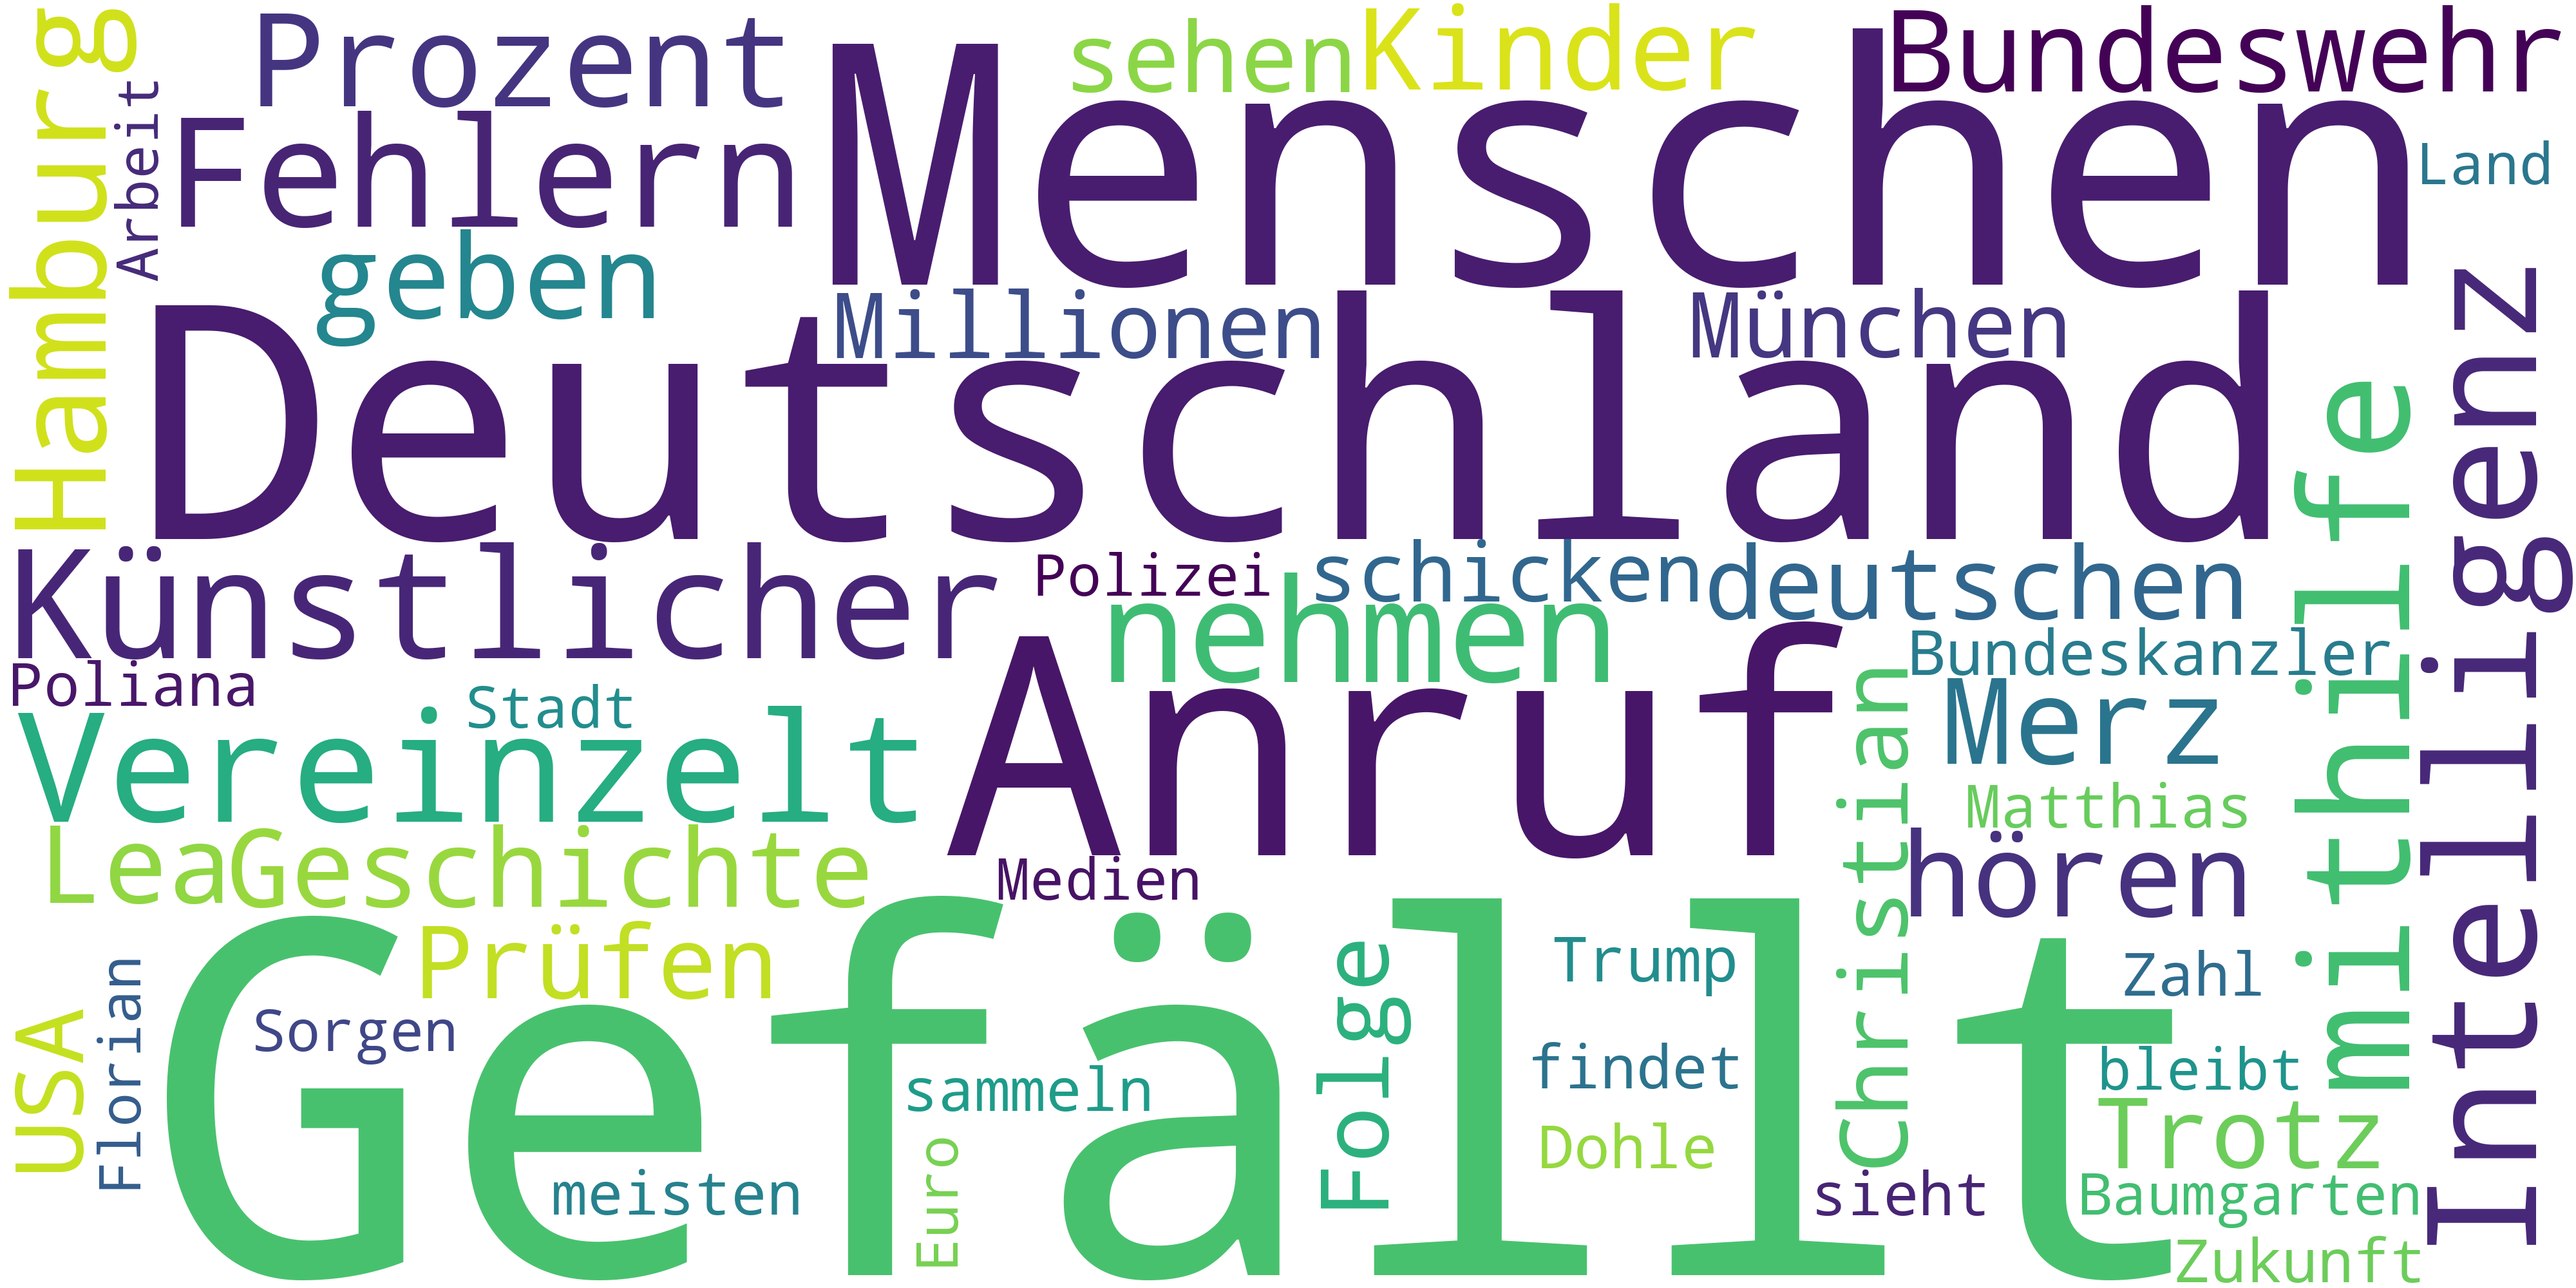 Hamburg
Arbeit
Prozent
Menschen
sehen
Kinder
Bundeswehr
Fehlern
Land
geben
Millionen
München
Deutschland
Intelligenz
mithilfe
Künstlicher
Polizei
schicken
deutschen
nehmen
Anruf
Bundeskanzler
Poliana
Stadt
Merz
Vereinzelt
Christian
Matthias
Lea
Geschichte
Medien
hören
Gefällt
Prüfen
Folge
Trump
Zahl
USA
Florian
Sorgen
findet
bleibt
sammeln
Trotz
Dohle
Euro
meisten
sieht
Baumgarten
Zukunft